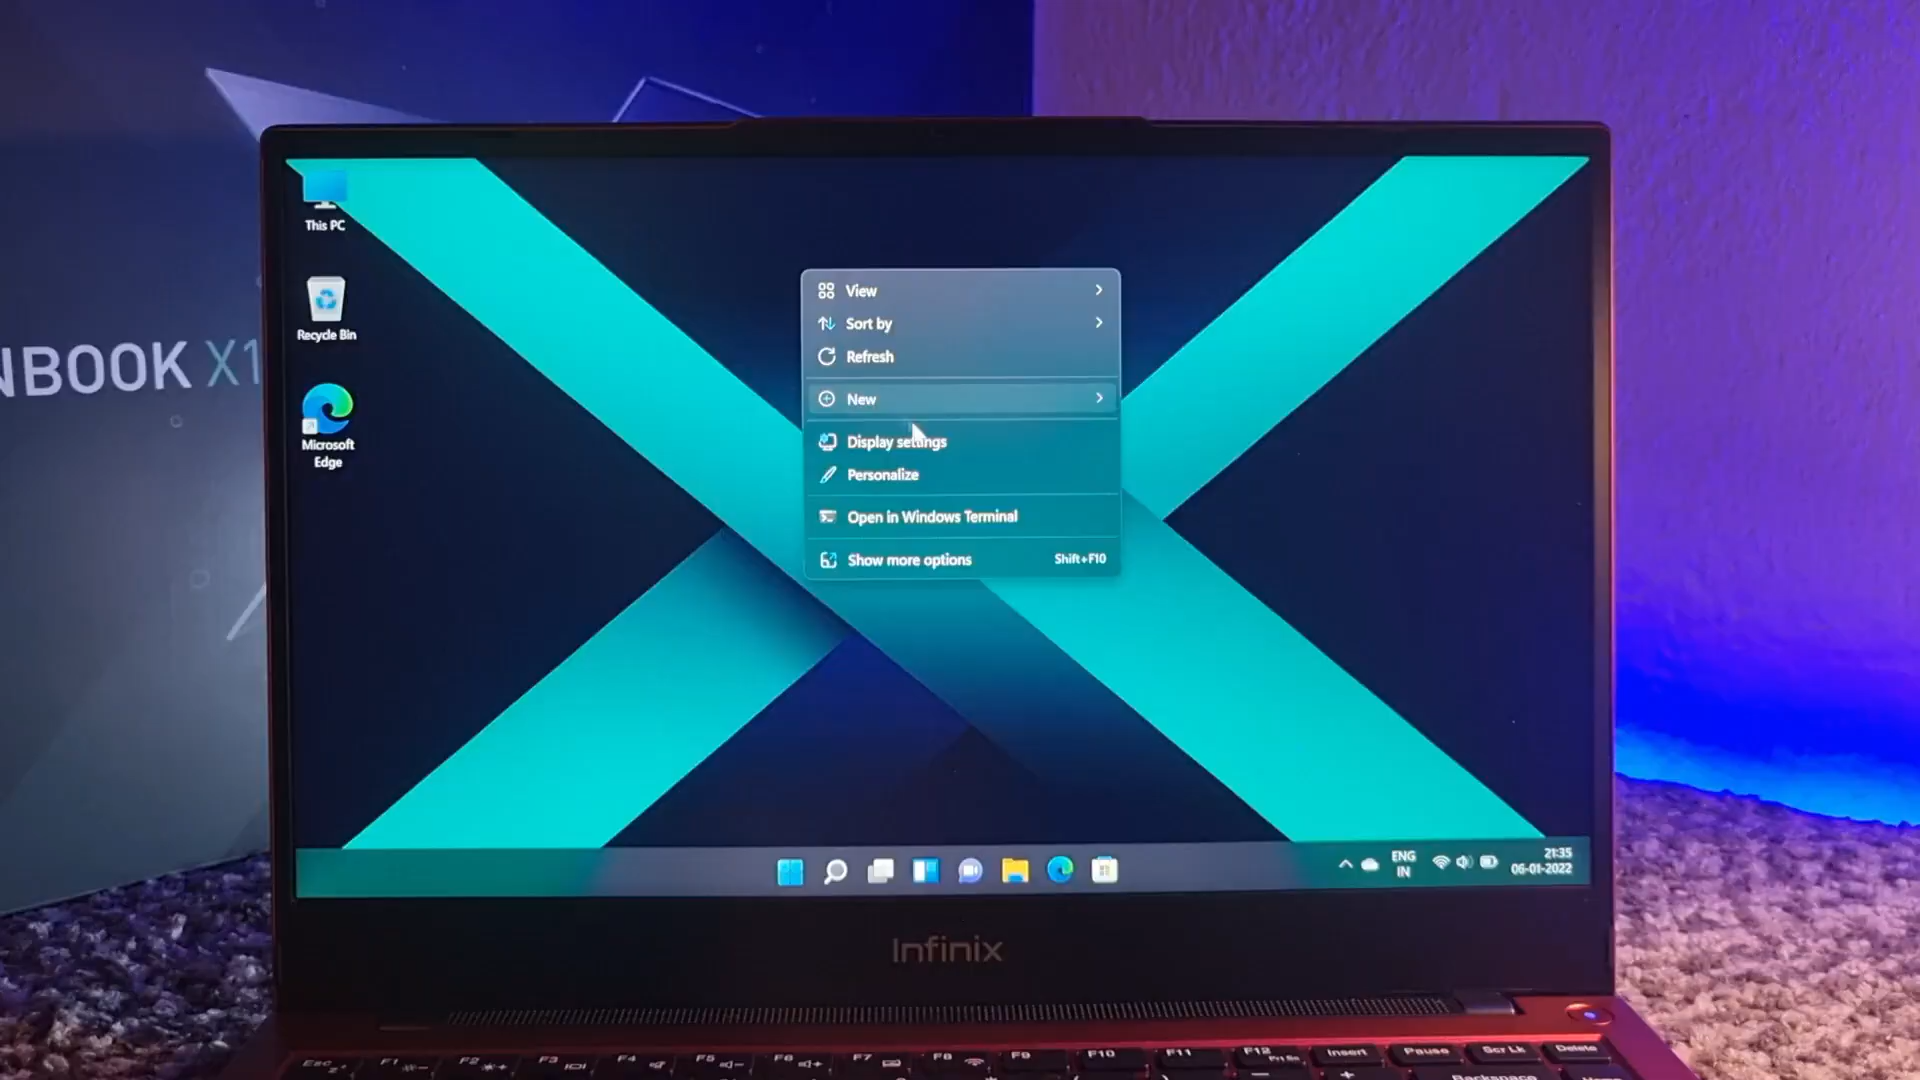 NBOOK X1
This PC
Recycle Bin
Microsoft
Edge
View
Sort by
Refresh
New
Display settings
Personalize
Open in Windows Terminal
Show more options Shift+F10
ENG
IN
21:35
06-01-2022
Infinix
Esc F1 F2 F3 F4 F5 F6 F7 F8 F9 F10 F11 F12 Insert Pause Scr Lk Delete
Backspace